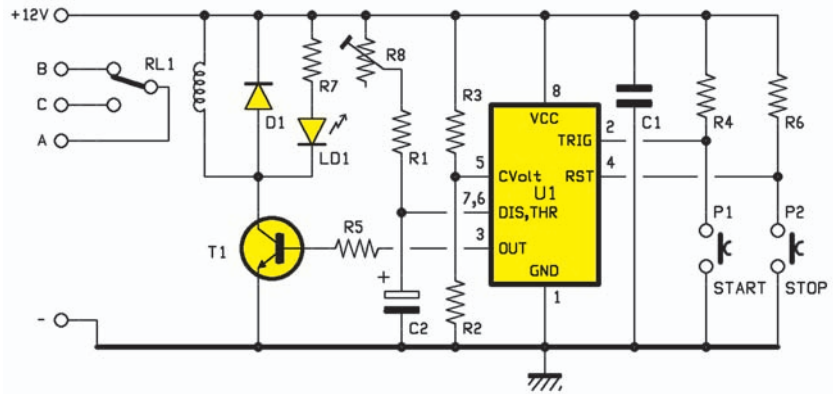 +12V
B
RL1
C
A
D1
R7
LD1
R8
R1
R3
8
VCC
TRIG
2
C1
R4
R6
5
CVolt
U1
RST
4
7,6
DIS,THR
3
OUT
GND
1
P1
P2
START
STOP
T1
R5
+
C2
R2
-